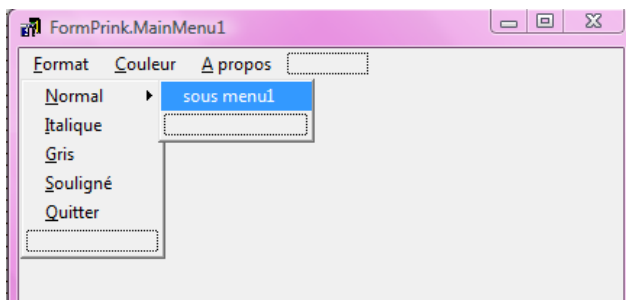 FormPrink.MainMenu1
Format Couleur A propos
Normal sous menu1
Italique
Gris
Souligné
Quitter